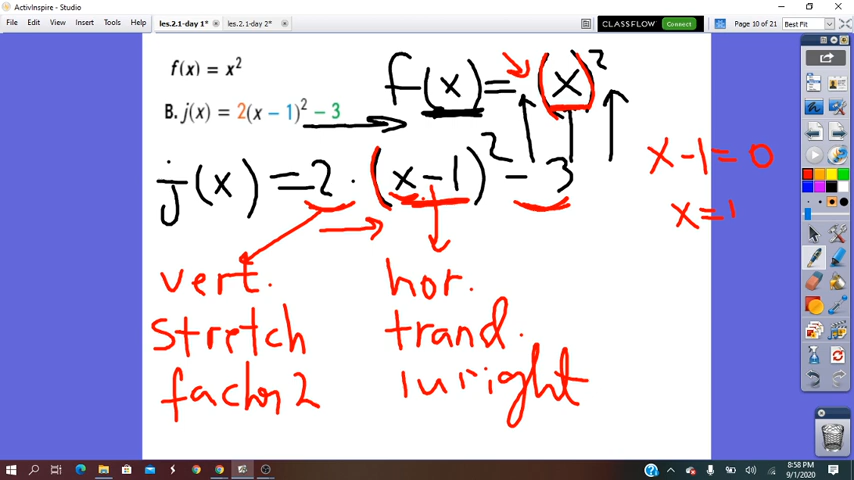 ActivInspire - Studio
File Edit View Insert Tools Help
CLASSFLOW Connect
Page 10 of 21
Best Fit
les.2.1-day 1*
les.2.1-day 2*
f(x) = x²
f(x) = (x)²
B. j(x) = 2(x − 1)² − 3
j(x) = 2 · (x-1)² - 3
x-1=0
x=1
vert. hor.
stretch trand.
factor 2 1u right
8:58 PM
9/1/2020